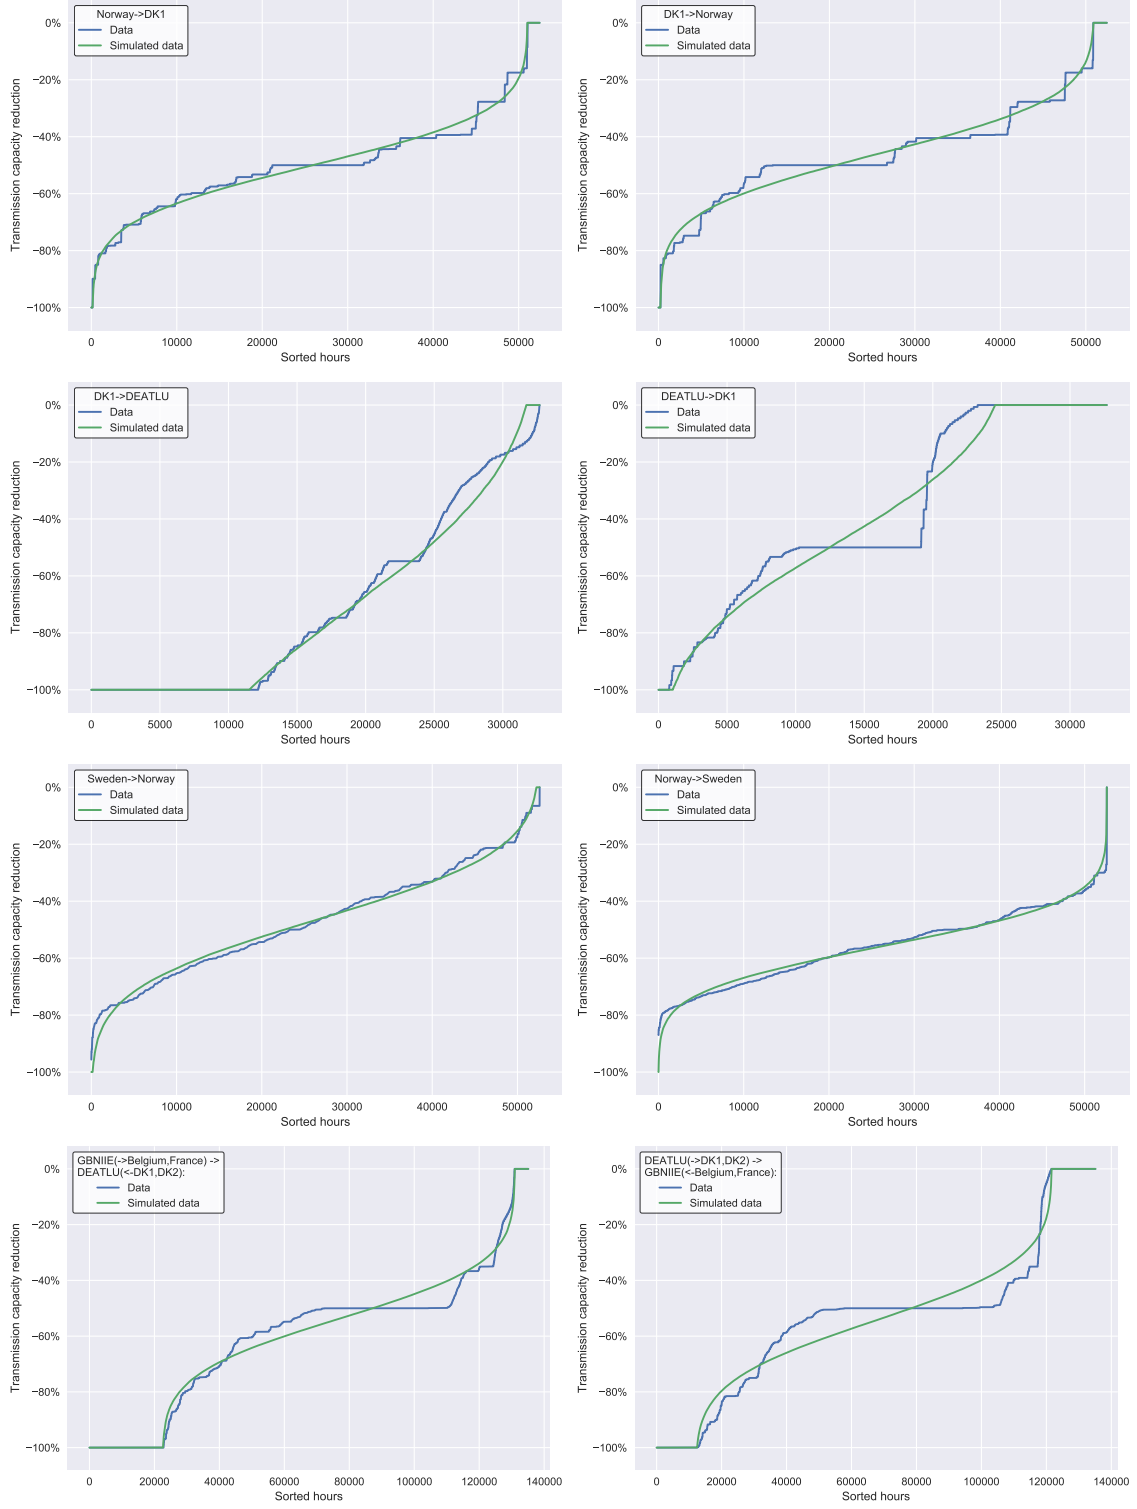 Norway->DK1
Data
Simulated data
0%
−20%
−40%
−60%
−80%
−100%
Transmission capacity reduction
0 10000 20000 30000 40000 50000
Sorted hours
DK1->Norway
Data
Simulated data
0%
−20%
−40%
−60%
−80%
−100%
Transmission capacity reduction
0 10000 20000 30000 40000 50000
Sorted hours
DK1->DEATLU
Data
Simulated data
0%
−20%
−40%
−60%
−80%
−100%
Transmission capacity reduction
0 5000 10000 15000 20000 25000 30000
Sorted hours
DEATLU->DK1
Data
Simulated data
0%
−20%
−40%
−60%
−80%
−100%
Transmission capacity reduction
0 5000 10000 15000 20000 25000 30000
Sorted hours
Sweden->Norway
Data
Simulated data
0%
−20%
−40%
−60%
−80%
−100%
Transmission capacity reduction
0 10000 20000 30000 40000 50000
Sorted hours
Norway->Sweden
Data
Simulated data
0%
−20%
−40%
−60%
−80%
−100%
Transmission capacity reduction
0 10000 20000 30000 40000 50000
Sorted hours
GBNIIE(->Belgium,France) ->
DEATLU(<-DK1,DK2):
Data
Simulated data
0%
−20%
−40%
−60%
−80%
−100%
Transmission capacity reduction
0 20000 40000 60000 80000 100000 120000 140000
Sorted hours
DEATLU(->DK1,DK2) ->
GBNIIE(<-Belgium,France):
Data
Simulated data
0%
−20%
−40%
−60%
−80%
−100%
Transmission capacity reduction
0 20000 40000 60000 80000 100000 120000 140000
Sorted hours